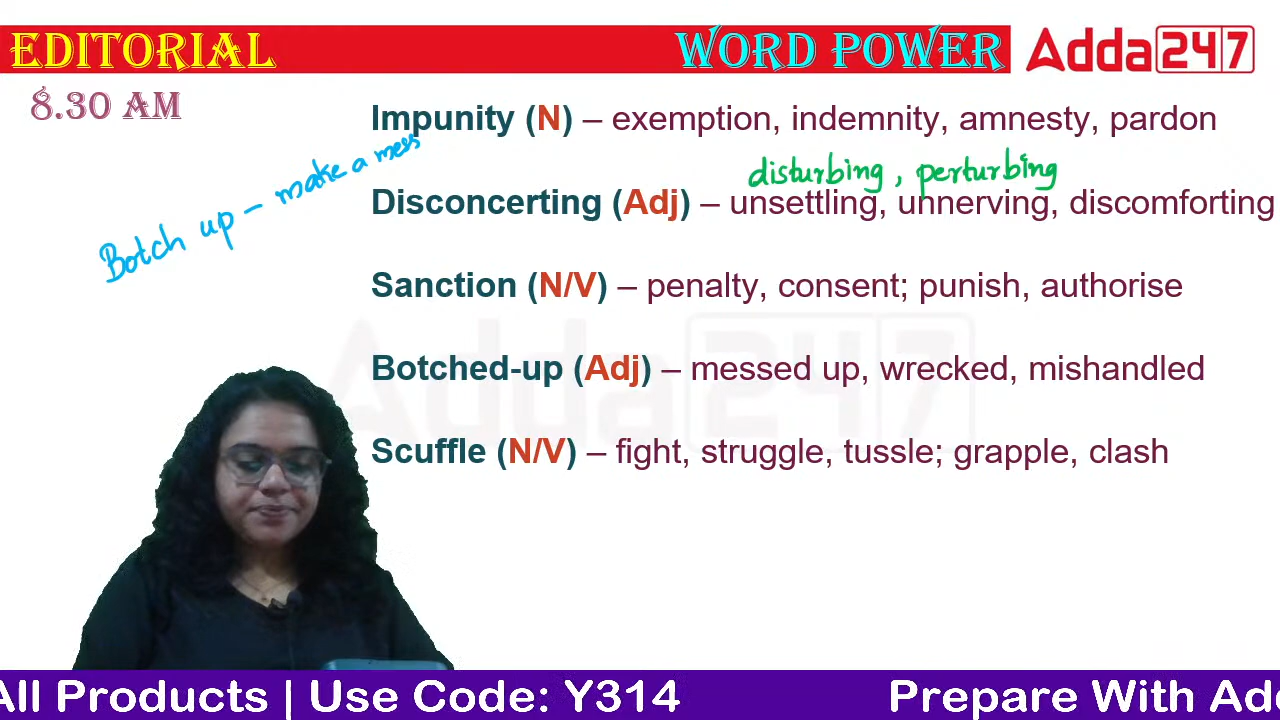 EDITORIAL
WORD POWER
Adda247
8.30 AM
Impunity (N) – exemption, indemnity, amnesty, pardon
Botch up – make a mess
disturbing, perturbing
Disconcerting (Adj) – unsettling, unnerving, discomforting
Sanction (N/V) – penalty, consent; punish, authorise
Adda247
Botched-up (Adj) – messed up, wrecked, mishandled
Scuffle (N/V) – fight, struggle, tussle; grapple, clash
All Products | Use Code: Y314
Prepare With Add